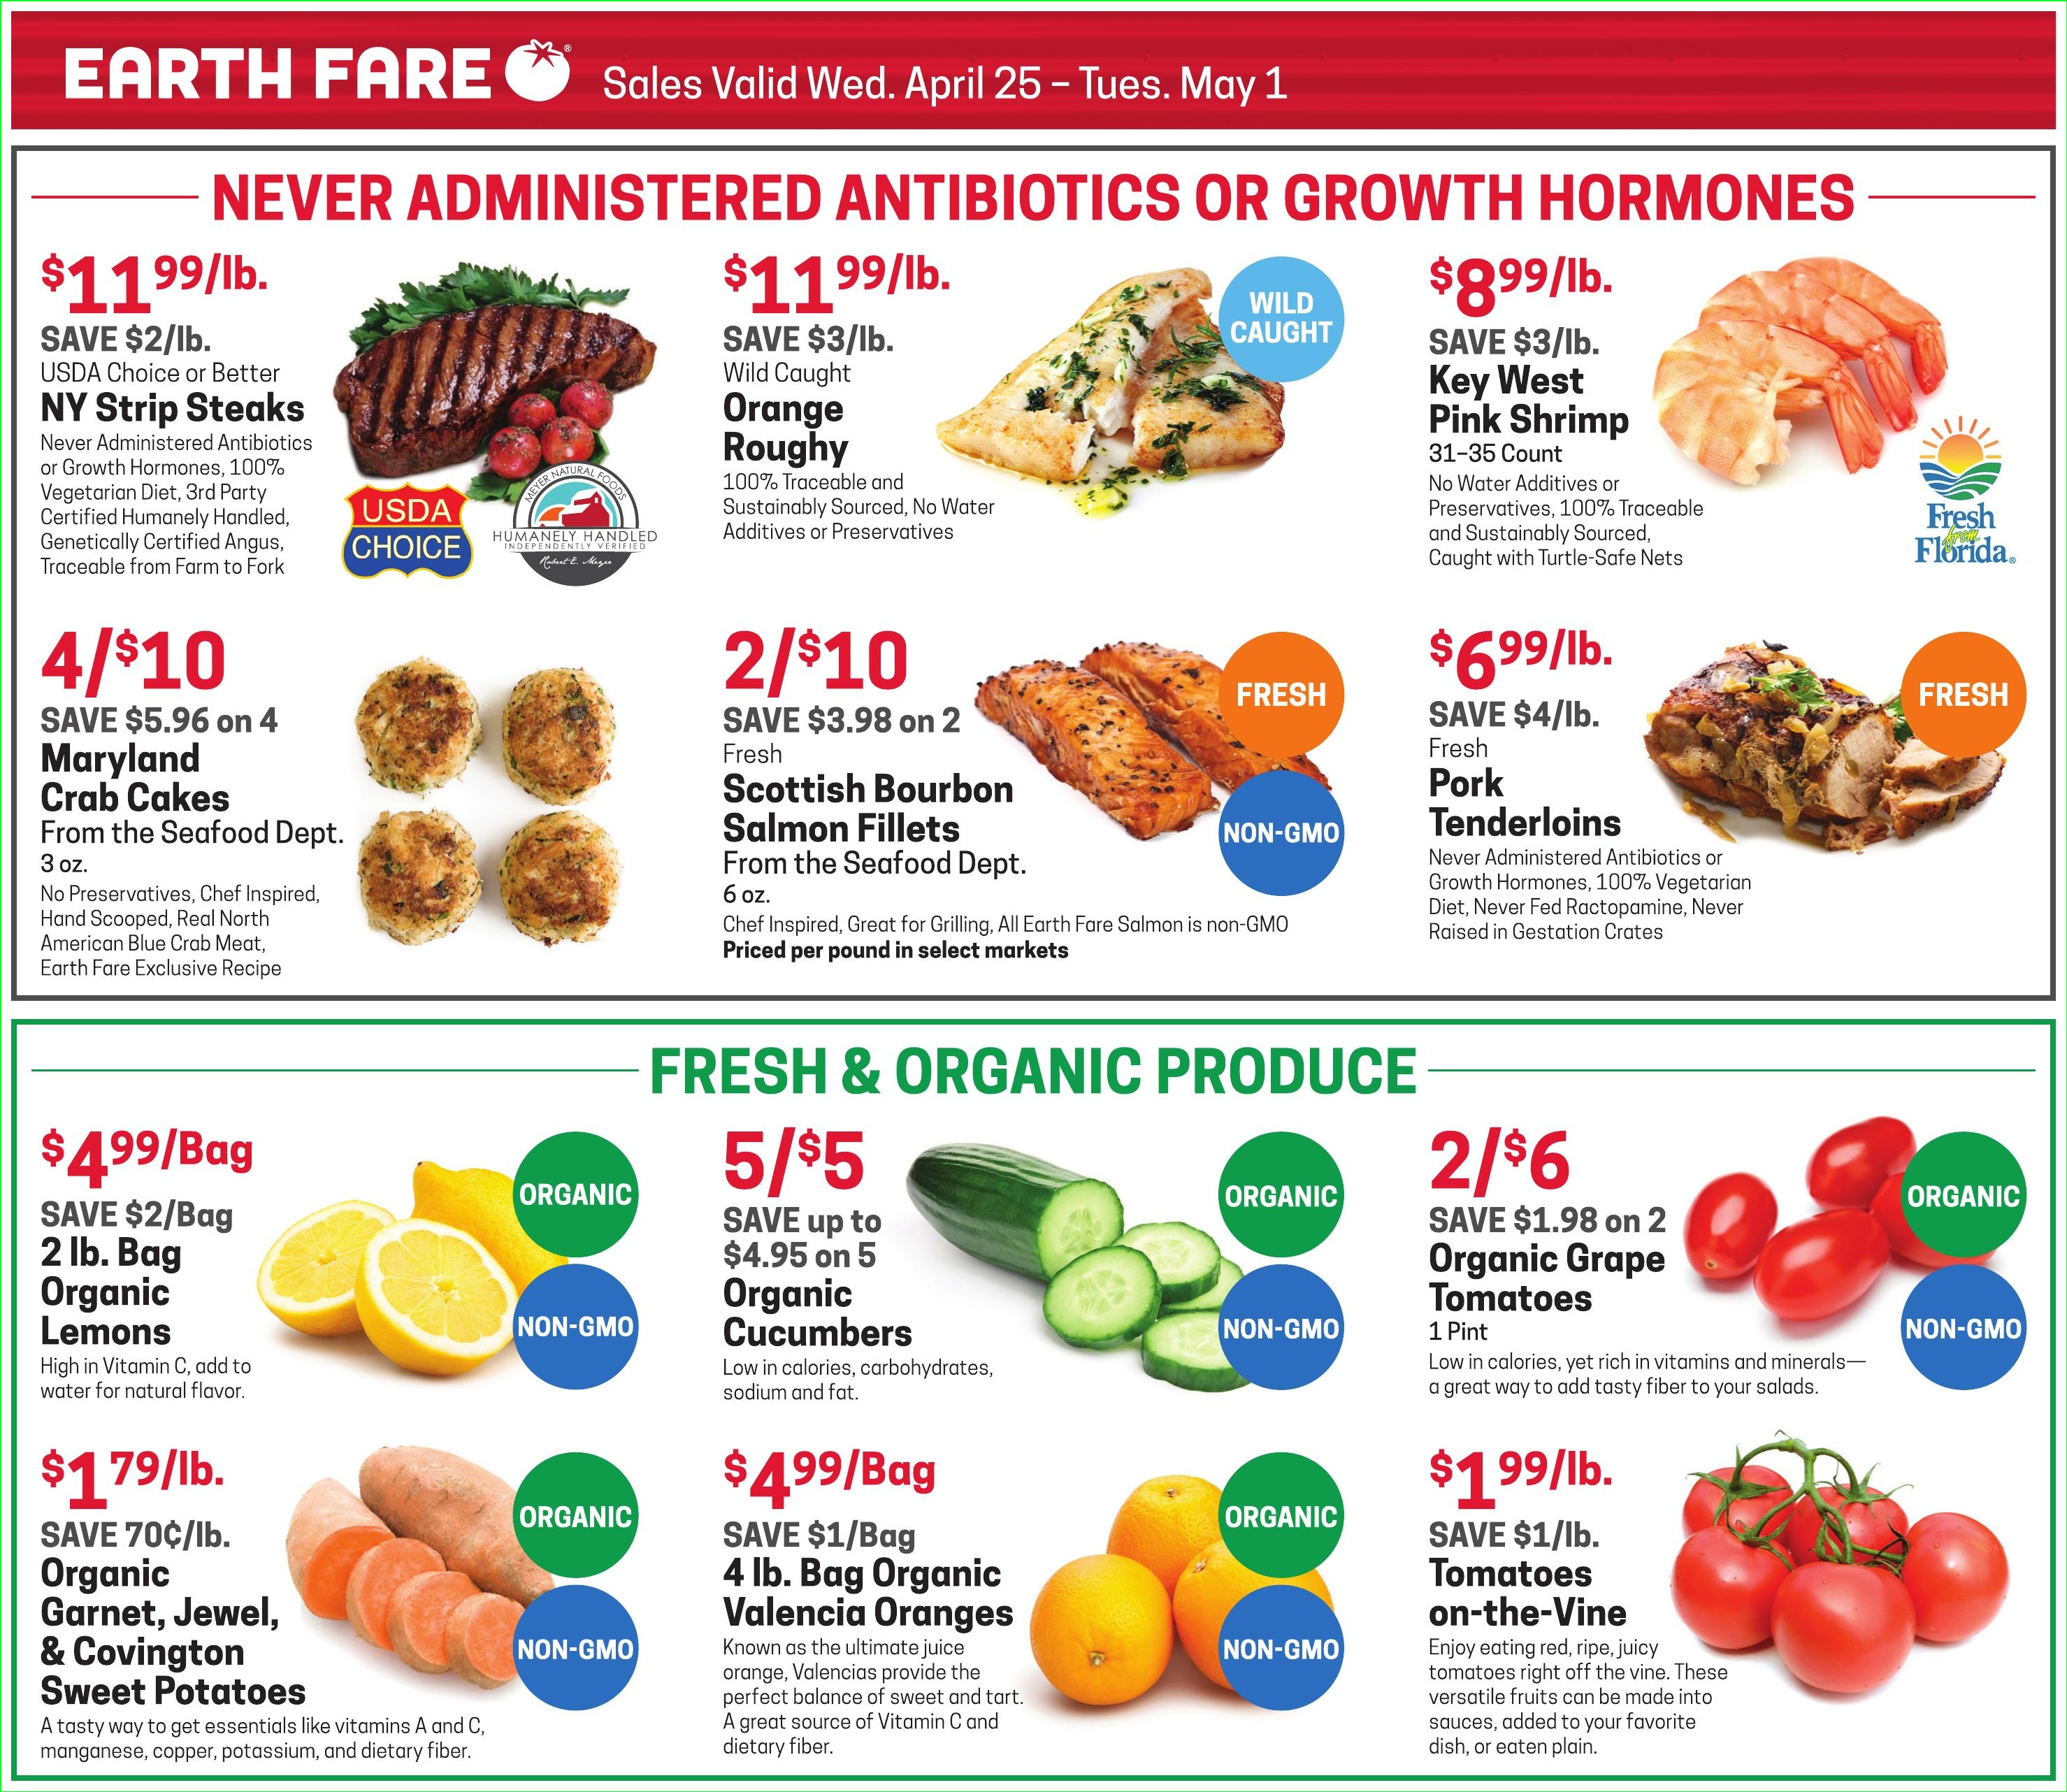 EARTH FARE® Sales Valid Wed. April 25 – Tues. May 1
NEVER ADMINISTERED ANTIBIOTICS OR GROWTH HORMONES
$11 99/lb.
SAVE $2/lb.
USDA Choice or Better
NY Strip Steaks
Never Administered Antibiotics
or Growth Hormones, 100%
Vegetarian Diet, 3rd Party
Certified Humanely Handled,
Genetically Certified Angus,
Traceable from Farm to Fork
USDA
CHOICE
MEYER NATURAL FOODS
HUMANELY HANDLED
INDEPENDENTLY VERIFIED
Robert E. Meyer
$11 99/lb.
SAVE $3/lb.
Wild Caught
Orange
Roughy
100% Traceable and
Sustainably Sourced, No Water
Additives or Preservatives
WILD
CAUGHT
$8 99/lb.
SAVE $3/lb.
Key West
Pink Shrimp
31–35 Count
No Water Additives or
Preservatives, 100% Traceable
and Sustainably Sourced,
Caught with Turtle-Safe Nets
Fresh
from
Florida®
4/$10
SAVE $5.96 on 4
Maryland
Crab Cakes
From the Seafood Dept.
3 oz.
No Preservatives, Chef Inspired,
Hand Scooped, Real North
American Blue Crab Meat,
Earth Fare Exclusive Recipe
2/$10
SAVE $3.98 on 2
Fresh
Scottish Bourbon
Salmon Fillets
From the Seafood Dept.
6 oz.
Chef Inspired, Great for Grilling, All Earth Fare Salmon is non-GMO
Priced per pound in select markets
FRESH
NON-GMO
$6 99/lb.
SAVE $4/lb.
Fresh
Pork
Tenderloins
Never Administered Antibiotics or
Growth Hormones, 100% Vegetarian
Diet, Never Fed Ractopamine, Never
Raised in Gestation Crates
FRESH
FRESH & ORGANIC PRODUCE
$4 99/Bag
SAVE $2/Bag
2 lb. Bag
Organic
Lemons
High in Vitamin C, add to
water for natural flavor.
ORGANIC
NON-GMO
5/$5
SAVE up to
$4.95 on 5
Organic
Cucumbers
Low in calories, carbohydrates,
sodium and fat.
ORGANIC
NON-GMO
2/$6
SAVE $1.98 on 2
Organic Grape
Tomatoes
1 Pint
Low in calories, yet rich in vitamins and minerals—
a great way to add tasty fiber to your salads.
ORGANIC
NON-GMO
$1 79/lb.
SAVE 70¢/lb.
Organic
Garnet, Jewel,
& Covington
Sweet Potatoes
A tasty way to get essentials like vitamins A and C,
manganese, copper, potassium, and dietary fiber.
ORGANIC
NON-GMO
$4 99/Bag
SAVE $1/Bag
4 lb. Bag Organic
Valencia Oranges
Known as the ultimate juice
orange, Valencias provide the
perfect balance of sweet and tart.
A great source of Vitamin C and
dietary fiber.
ORGANIC
NON-GMO
$1 99/lb.
SAVE $1/lb.
Tomatoes
on-the-Vine
Enjoy eating red, ripe, juicy
tomatoes right off the vine. These
versatile fruits can be made into
sauces, added to your favorite
dish, or eaten plain.